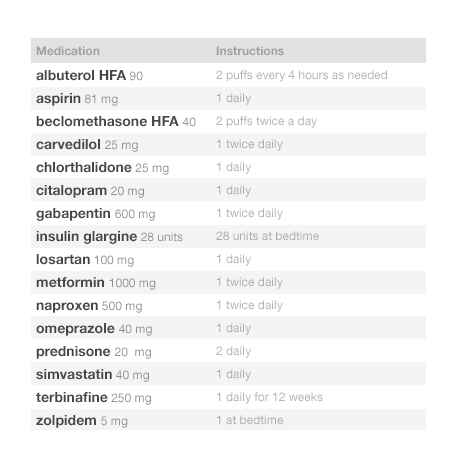 Medication Instructions
albuterol HFA 90 2 puffs every 4 hours as needed
aspirin 81 mg 1 daily
beclomethasone HFA 40 2 puffs twice a day
carvedilol 25 mg 1 twice daily
chlorthalidone 25 mg 1 daily
citalopram 20 mg 1 daily
gabapentin 600 mg 1 twice daily
insulin glargine 28 units 28 units at bedtime
losartan 100 mg 1 daily
metformin 1000 mg 1 twice daily
naproxen 500 mg 1 twice daily
omeprazole 40 mg 1 daily
prednisone 20 mg 2 daily
simvastatin 40 mg 1 daily
terbinafine 250 mg 1 daily for 12 weeks
zolpidem 5 mg 1 at bedtime